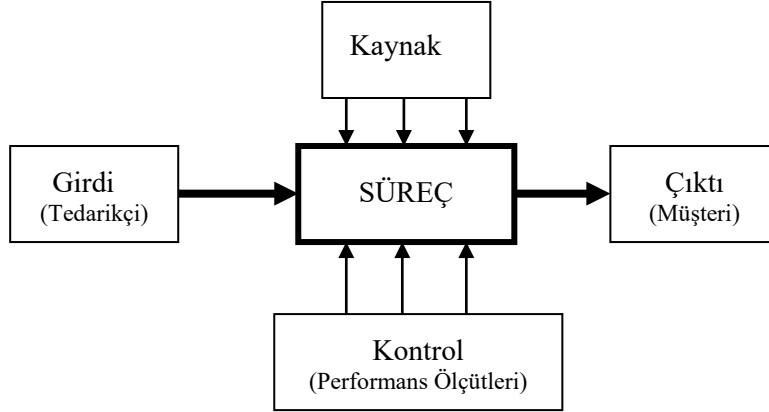 Kaynak
Girdi
(Tedarikçi)
SÜREÇ
Çıktı
(Müşteri)
Kontrol
(Performans Ölçütleri)